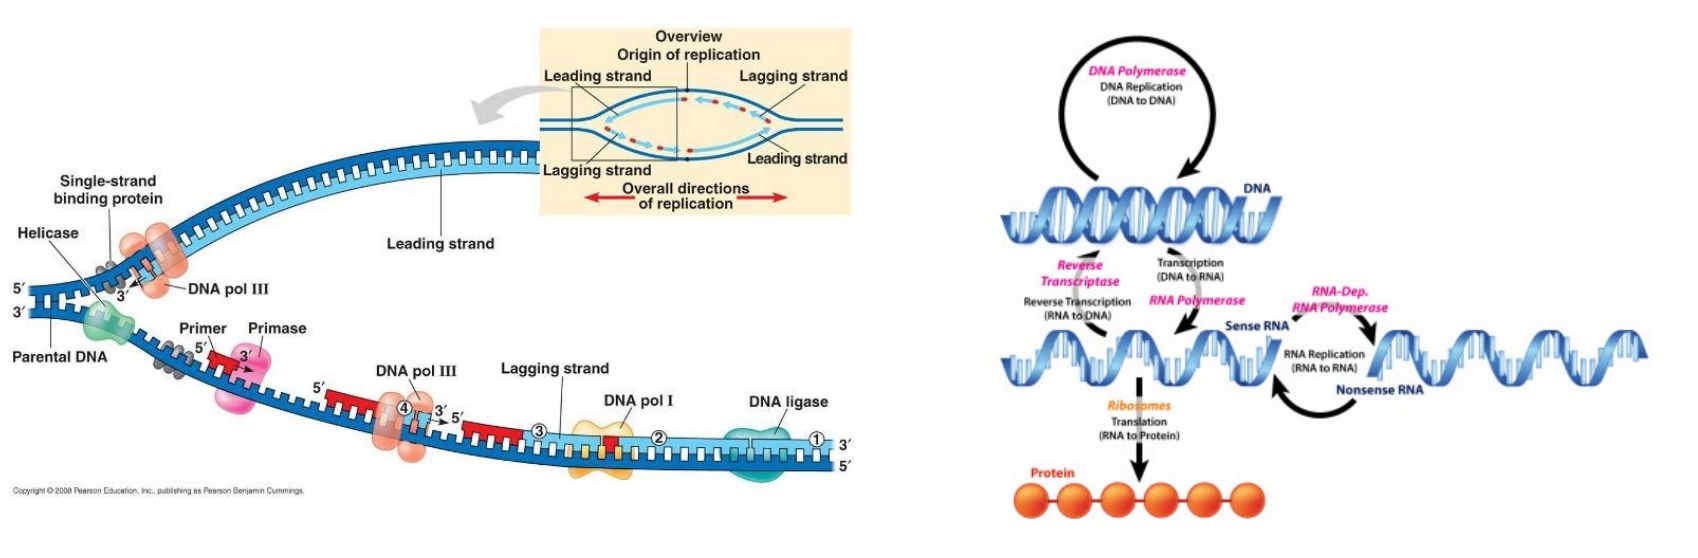 Overview
Origin of replication
Leading strand
Lagging strand
Lagging strand
Leading strand
Overall directions
of replication
Single-strand
binding protein
Helicase
Leading strand
DNA pol III
5′
3′
3′
Parental DNA
Primer
Primase
5′
3′
DNA pol III
Lagging strand
5′
4
3′
5′
3
DNA pol I
2
DNA ligase
1
3′
5′
Copyright © 2008 Pearson Education, Inc., publishing as Pearson Benjamin Cummings.
DNA Polymerase
DNA Replication
(DNA to DNA)
DNA
Reverse
Transcriptase
Reverse Transcription
(RNA to DNA)
Transcription
(DNA to RNA)
RNA Polymerase
Sense RNA
RNA-Dep.
RNA Polymerase
RNA Replication
(RNA to RNA)
Nonsense RNA
Ribosomes
Translation
(RNA to Protein)
Protein